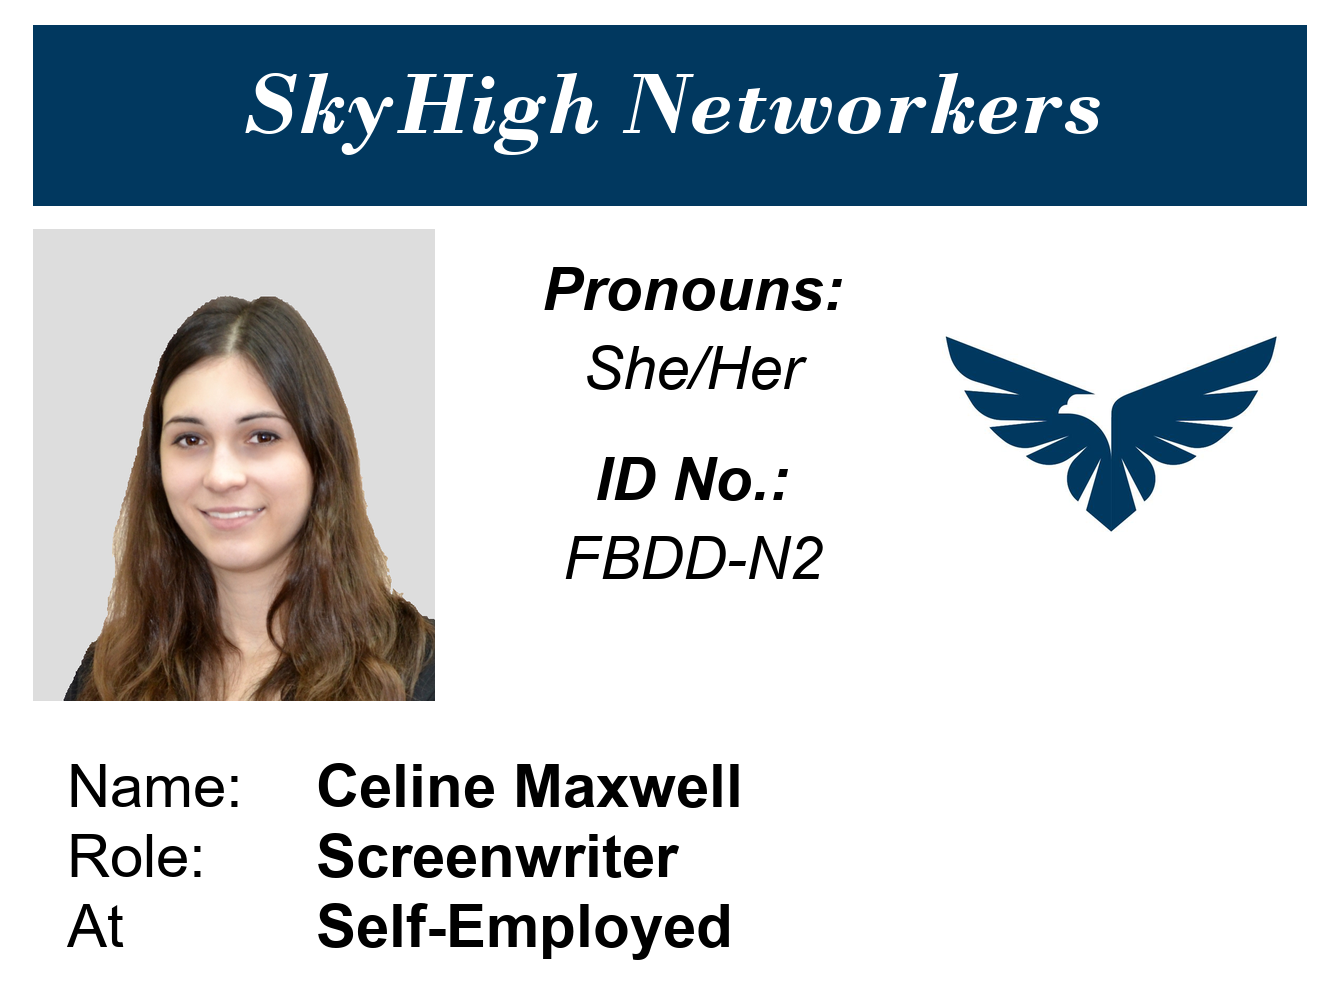 SkyHigh Networkers
Pronouns:
She/Her
ID No.:
FBDD-N2
Name: Celine Maxwell
Role: Screenwriter
At Self-Employed